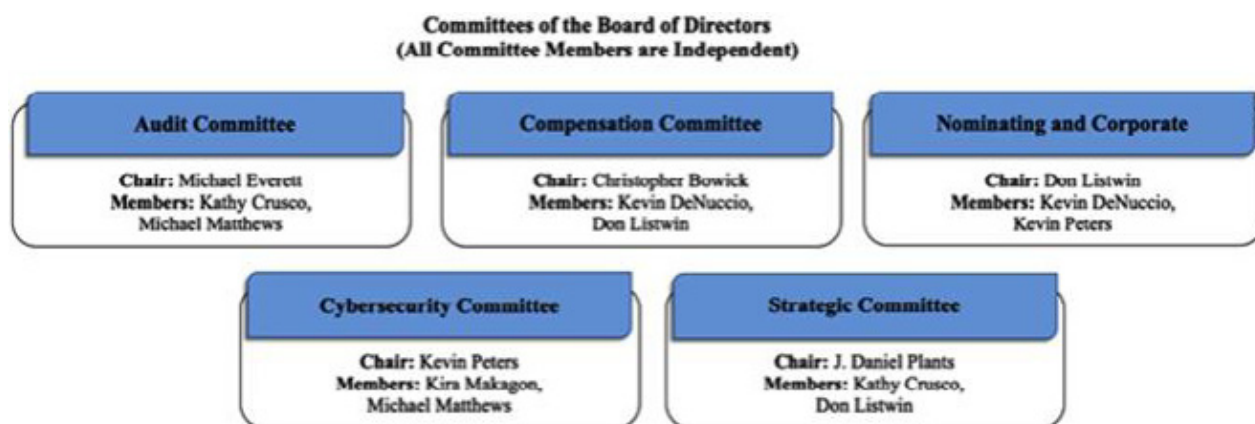 Committees of the Board of Directors
(All Committee Members are Independent)
Audit Committee
Chair: Michael Everett
Members: Kathy Crusco,
Michael Matthews
Compensation Committee
Chair: Christopher Bowick
Members: Kevin DeNuccio,
Don Listwin
Nominating and Corporate
Chair: Don Listwin
Members: Kevin DeNuccio,
Kevin Peters
Cybersecurity Committee
Chair: Kevin Peters
Members: Kira Makagon,
Michael Matthews
Strategic Committee
Chair: J. Daniel Plants
Members: Kathy Crusco,
Don Listwin